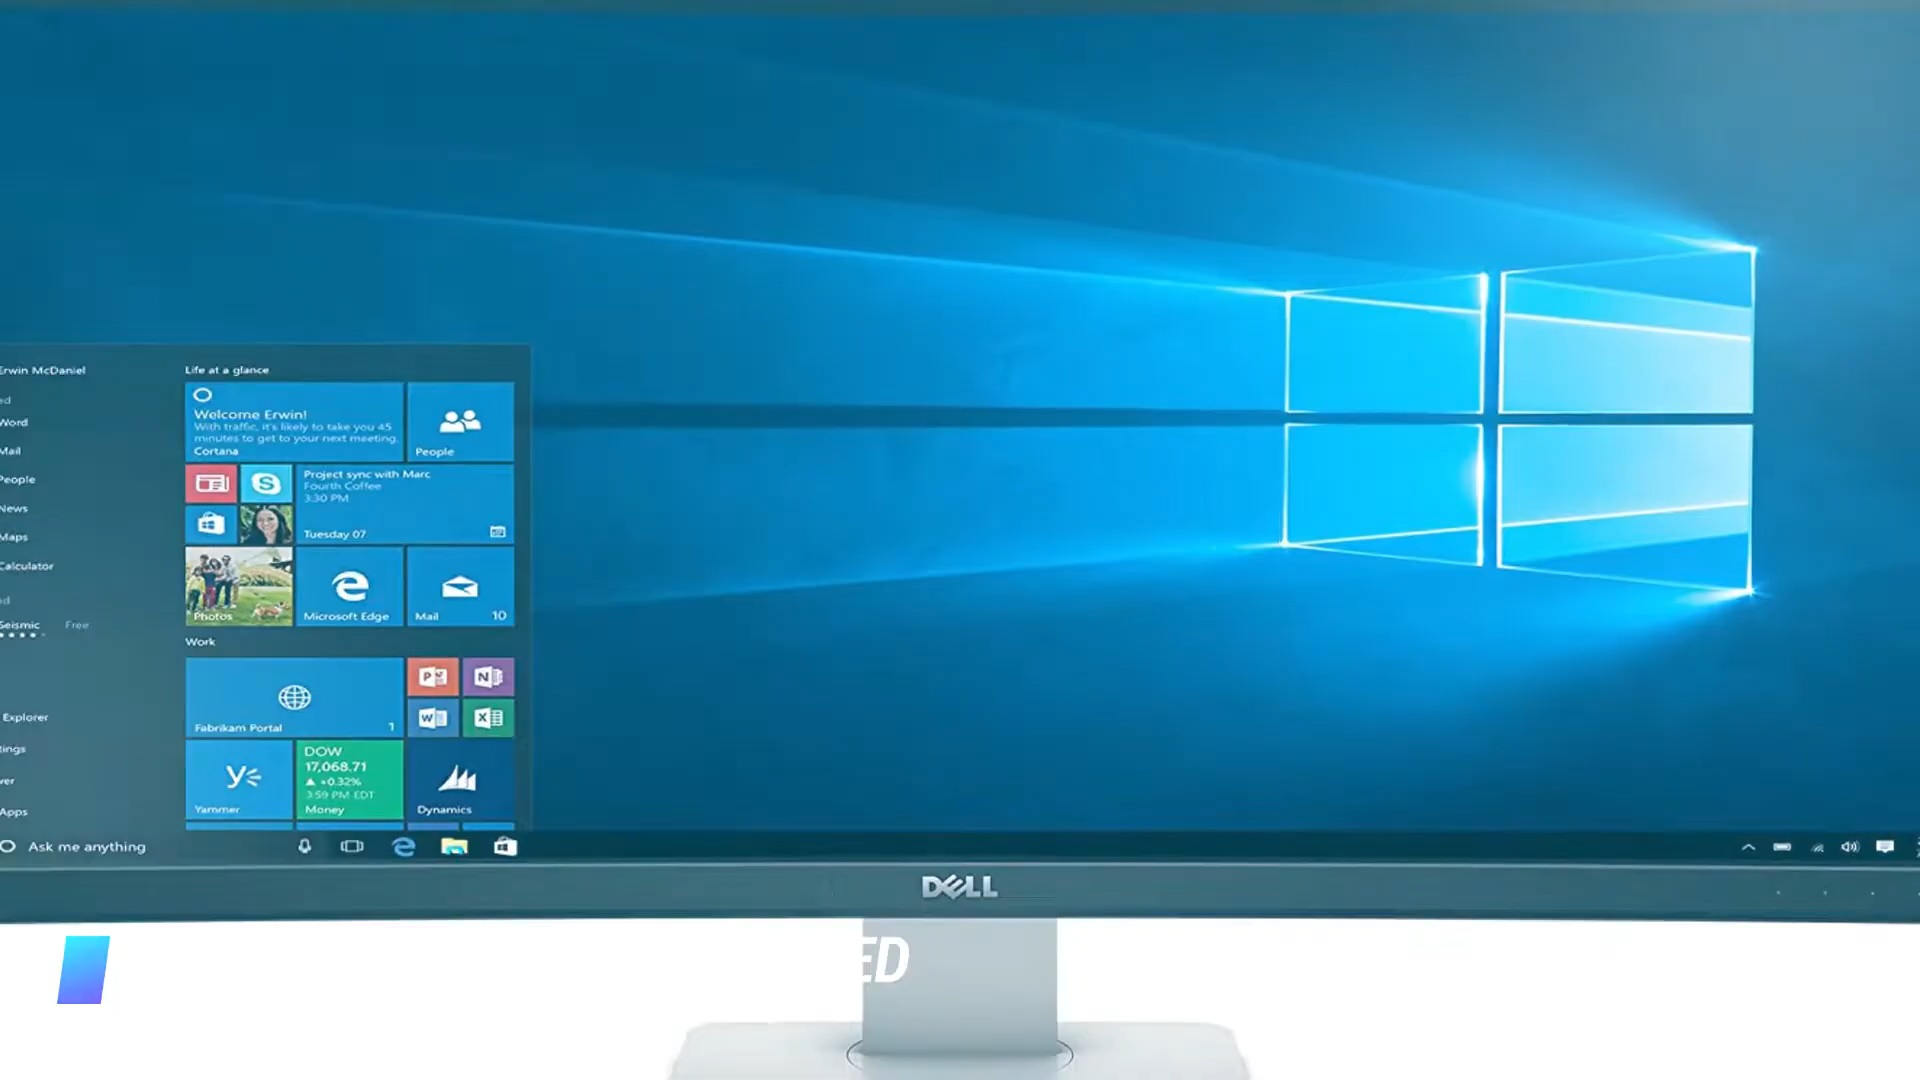 Erwin McDaniel
Life at a glance
Welcome Erwin!
With traffic, it's likely to take you 45
minutes to get to your next meeting.
Cortana
People
Word
Mail
People
News
Maps
Calculator
Project sync with Marc
Fourth Coffee
3:30 PM
Tuesday 07
Photos
Microsoft Edge
Mail
10
Seismic
Free
Work
Explorer
Fabrikam Portal
1
P
N
W
X
tings
ver
Apps
Yammer
DOW
17,068.71
+0.32%
3:59 PM EDT
Money
Dynamics
Ask me anything
DELL
ED